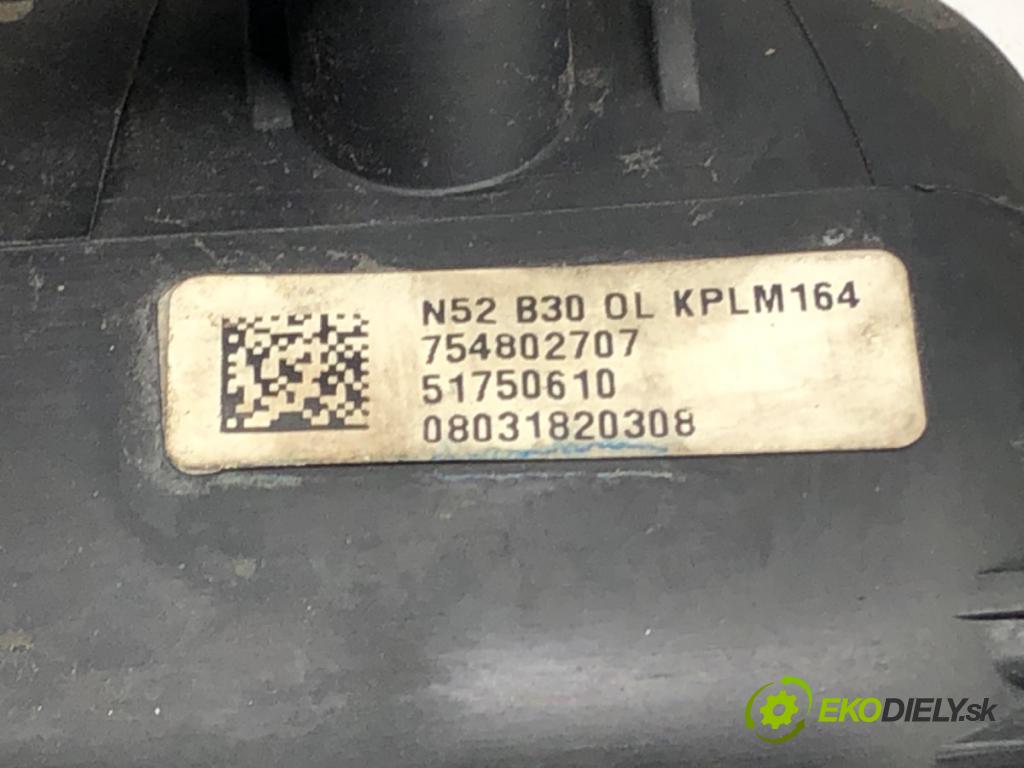 N52 B30 OL KPLM164
754802707
51750610
08031820308
EKODIELY.sk